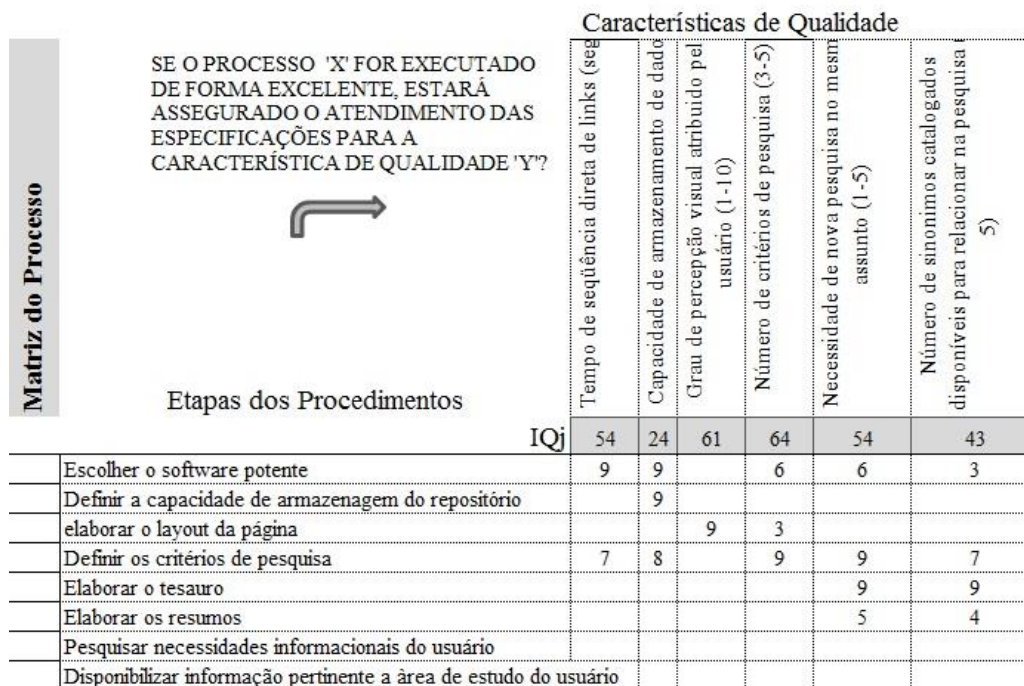 Características de Qualidade
Matriz do Processo
SE O PROCESSO 'X' FOR EXECUTADO
DE FORMA EXCELENTE, ESTARÁ
ASSEGURADO O ATENDIMENTO DAS
ESPECIFICAÇÕES PARA A
CARACTERÍSTICA DE QUALIDADE 'Y'?
Etapas dos Procedimentos
Tempo de seqüência direta de links (seg
Capacidade de armazenamento de dado
Grau de percepção visual atribuido pel
usuário (1-10)
Número de critérios de pesquisa (3-5)
Necessidade de nova pesquisa no mesm
assunto (1-5)
Número de sinonimos catalogados
disponíveis para relacionar na pesquisa
5)
IQj 54 24 61 64 54 43
Escolher o software potente 9 9 6 6 3
Definir a capacidade de armazenagem do repositório 9
elaborar o layout da página 9 3
Definir os critérios de pesquisa 7 8 9 9 7
Elaborar o tesauro 9 9
Elaborar os resumos 5 4
Pesquisar necessidades informacionais do usuário
Disponibilizar informação pertinente a àrea de estudo do usuário